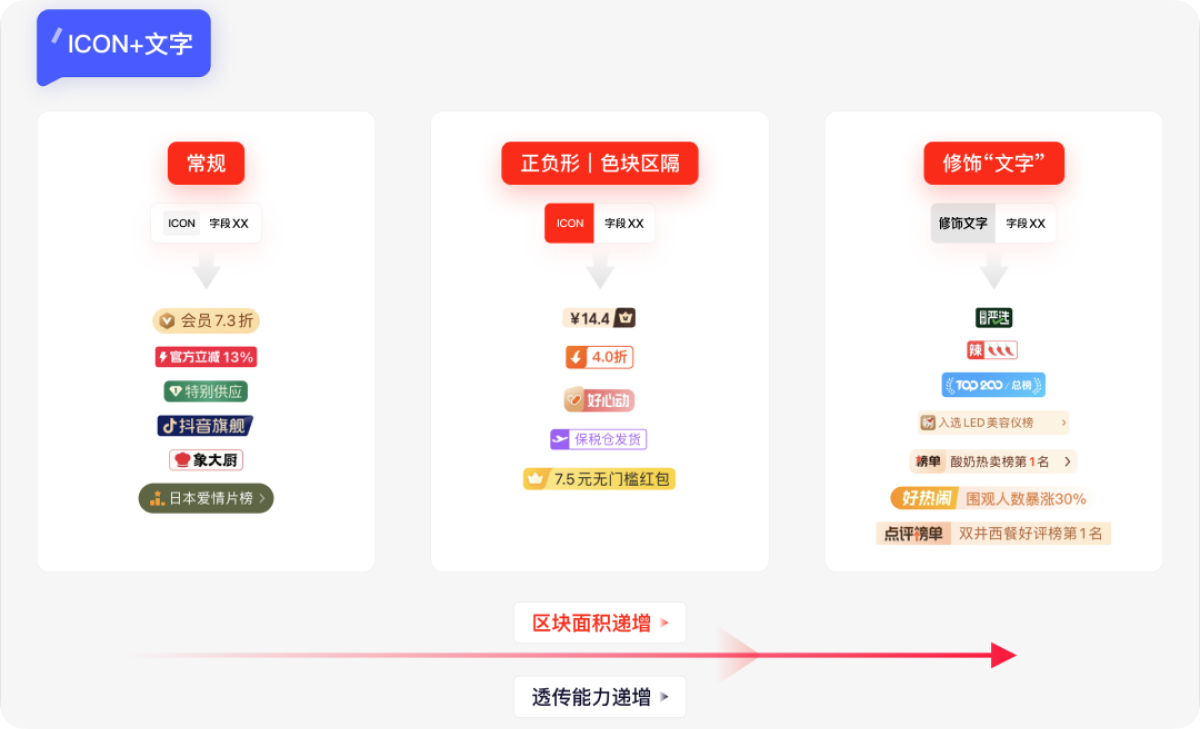 ICON+文字
常规
ICON 字段XX
会员7.3折
官方立减13%
特别供应
抖音旗舰
象大厨
日本爱情片榜
正负形｜色块区隔
ICON 字段XX
¥14.4
4.0折
好心动
保税仓发货
7.5元无门槛红包
修饰“文字”
修饰文字 字段XX
严选
辣
TOP 200/总榜
入选LED美容仪榜
榜单 酸奶热卖榜第1名
好热闹 围观人数暴涨30%
点评榜单 双井西餐好评榜第1名
区块面积递增
透传能力递增